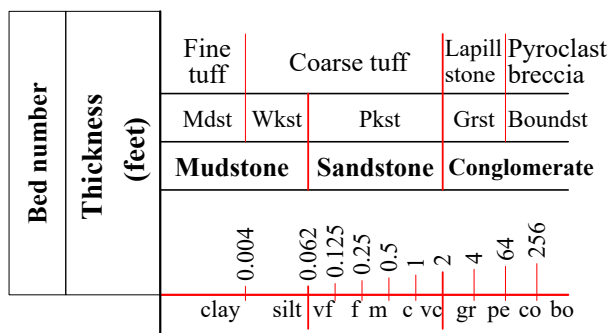 Bed number
Thickness
(feet)
Fine tuff
Coarse tuff
Lapill stone
Pyroclast breccia
Mdst Wkst Pkst Grst Boundst
Mudstone Sandstone Conglomerate
0.004 0.062 0.125 0.25 0.5 1 2 4 64 256
clay silt vf f m c vc gr pe co bo